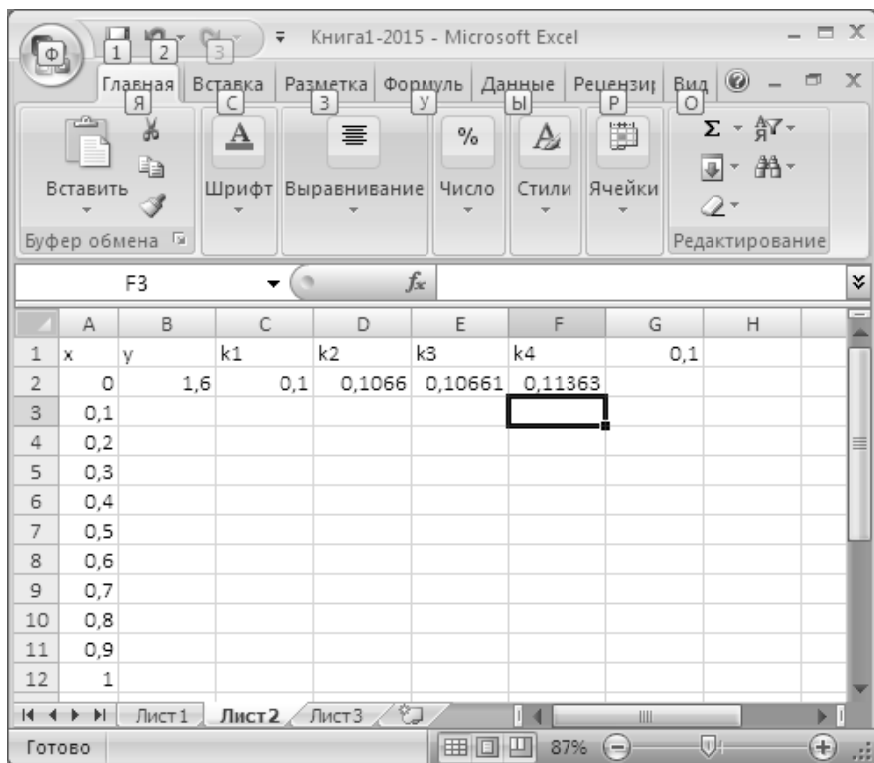 Книга1-2015 - Microsoft Excel
Ф 1 2 3
Главная Вставка Разметка Формуль Данные Рецензир Вид
Я С З У Ы Р О
Вставить Шрифт Выравнивание Число Стили Ячейки
Буфер обмена Редактирование
F3 fx
A B C D E F G H
1 x y k1 k2 k3 k4 0,1
2 0 1,6 0,1 0,1066 0,10661 0,11363
3 0,1
4 0,2
5 0,3
6 0,4
7 0,5
8 0,6
9 0,7
10 0,8
11 0,9
12 1
Лист1 Лист2 Лист3
Готово 87%